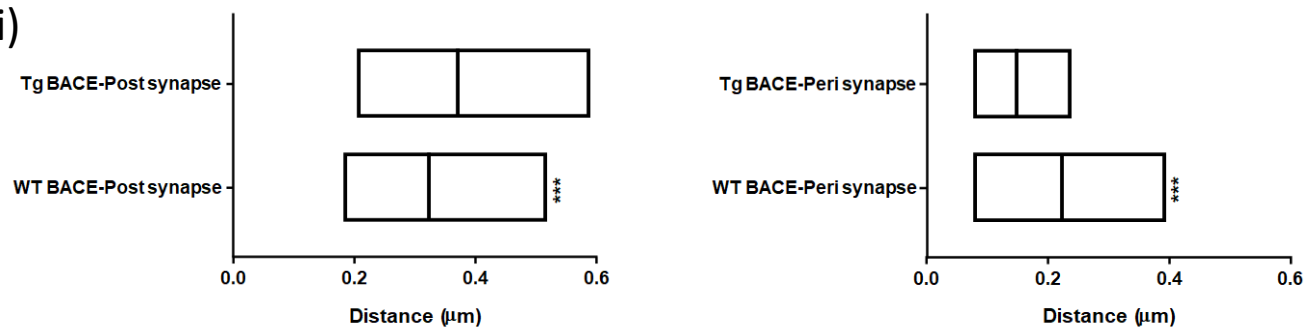 i)
Tg BACE-Post synapse
WT BACE-Post synapse
***
0.0 0.2 0.4 0.6
Distance (μm)
Tg BACE-Peri synapse
WT BACE-Peri synapse
***
0.0 0.2 0.4 0.6
Distance (μm)